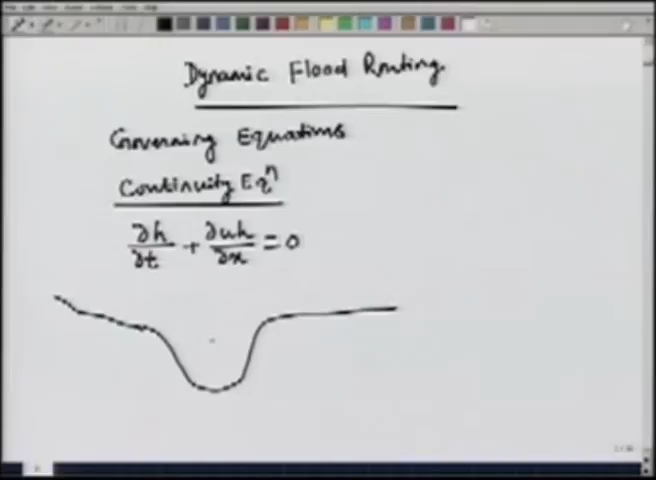 Dynamic Flood Routing
Governing Equations
Continuity Eqⁿ
∂h/∂t + ∂uh/∂x = 0